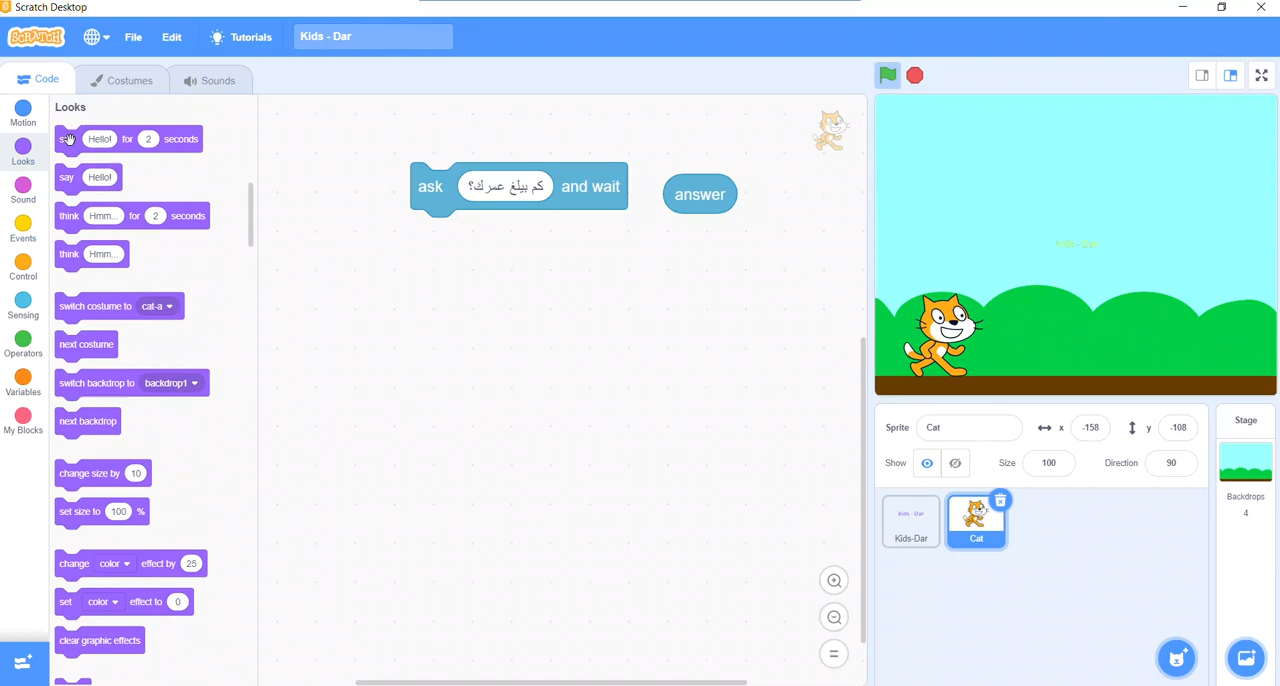 Scratch Desktop
SCRATCH File Edit Tutorials Kids - Dar
Code Costumes Sounds
Motion
Looks
Sound
Events
Control
Sensing
Operators
Variables
My Blocks
Looks
say Hello! for 2 seconds
say Hello!
think Hmm... for 2 seconds
think Hmm...
switch costume to cat-a
next costume
switch backdrop to backdrop1
next backdrop
change size by 10
set size to 100 %
change color effect by 25
set color effect to 0
clear graphic effects
ask كم بيلغ عمرك؟ and wait
answer
Kids - Dar
Sprite Cat x -158 y -108
Show Size 100 Direction 90
Kids - Dar
Kids-Dar
Cat
Stage
Backdrops
4